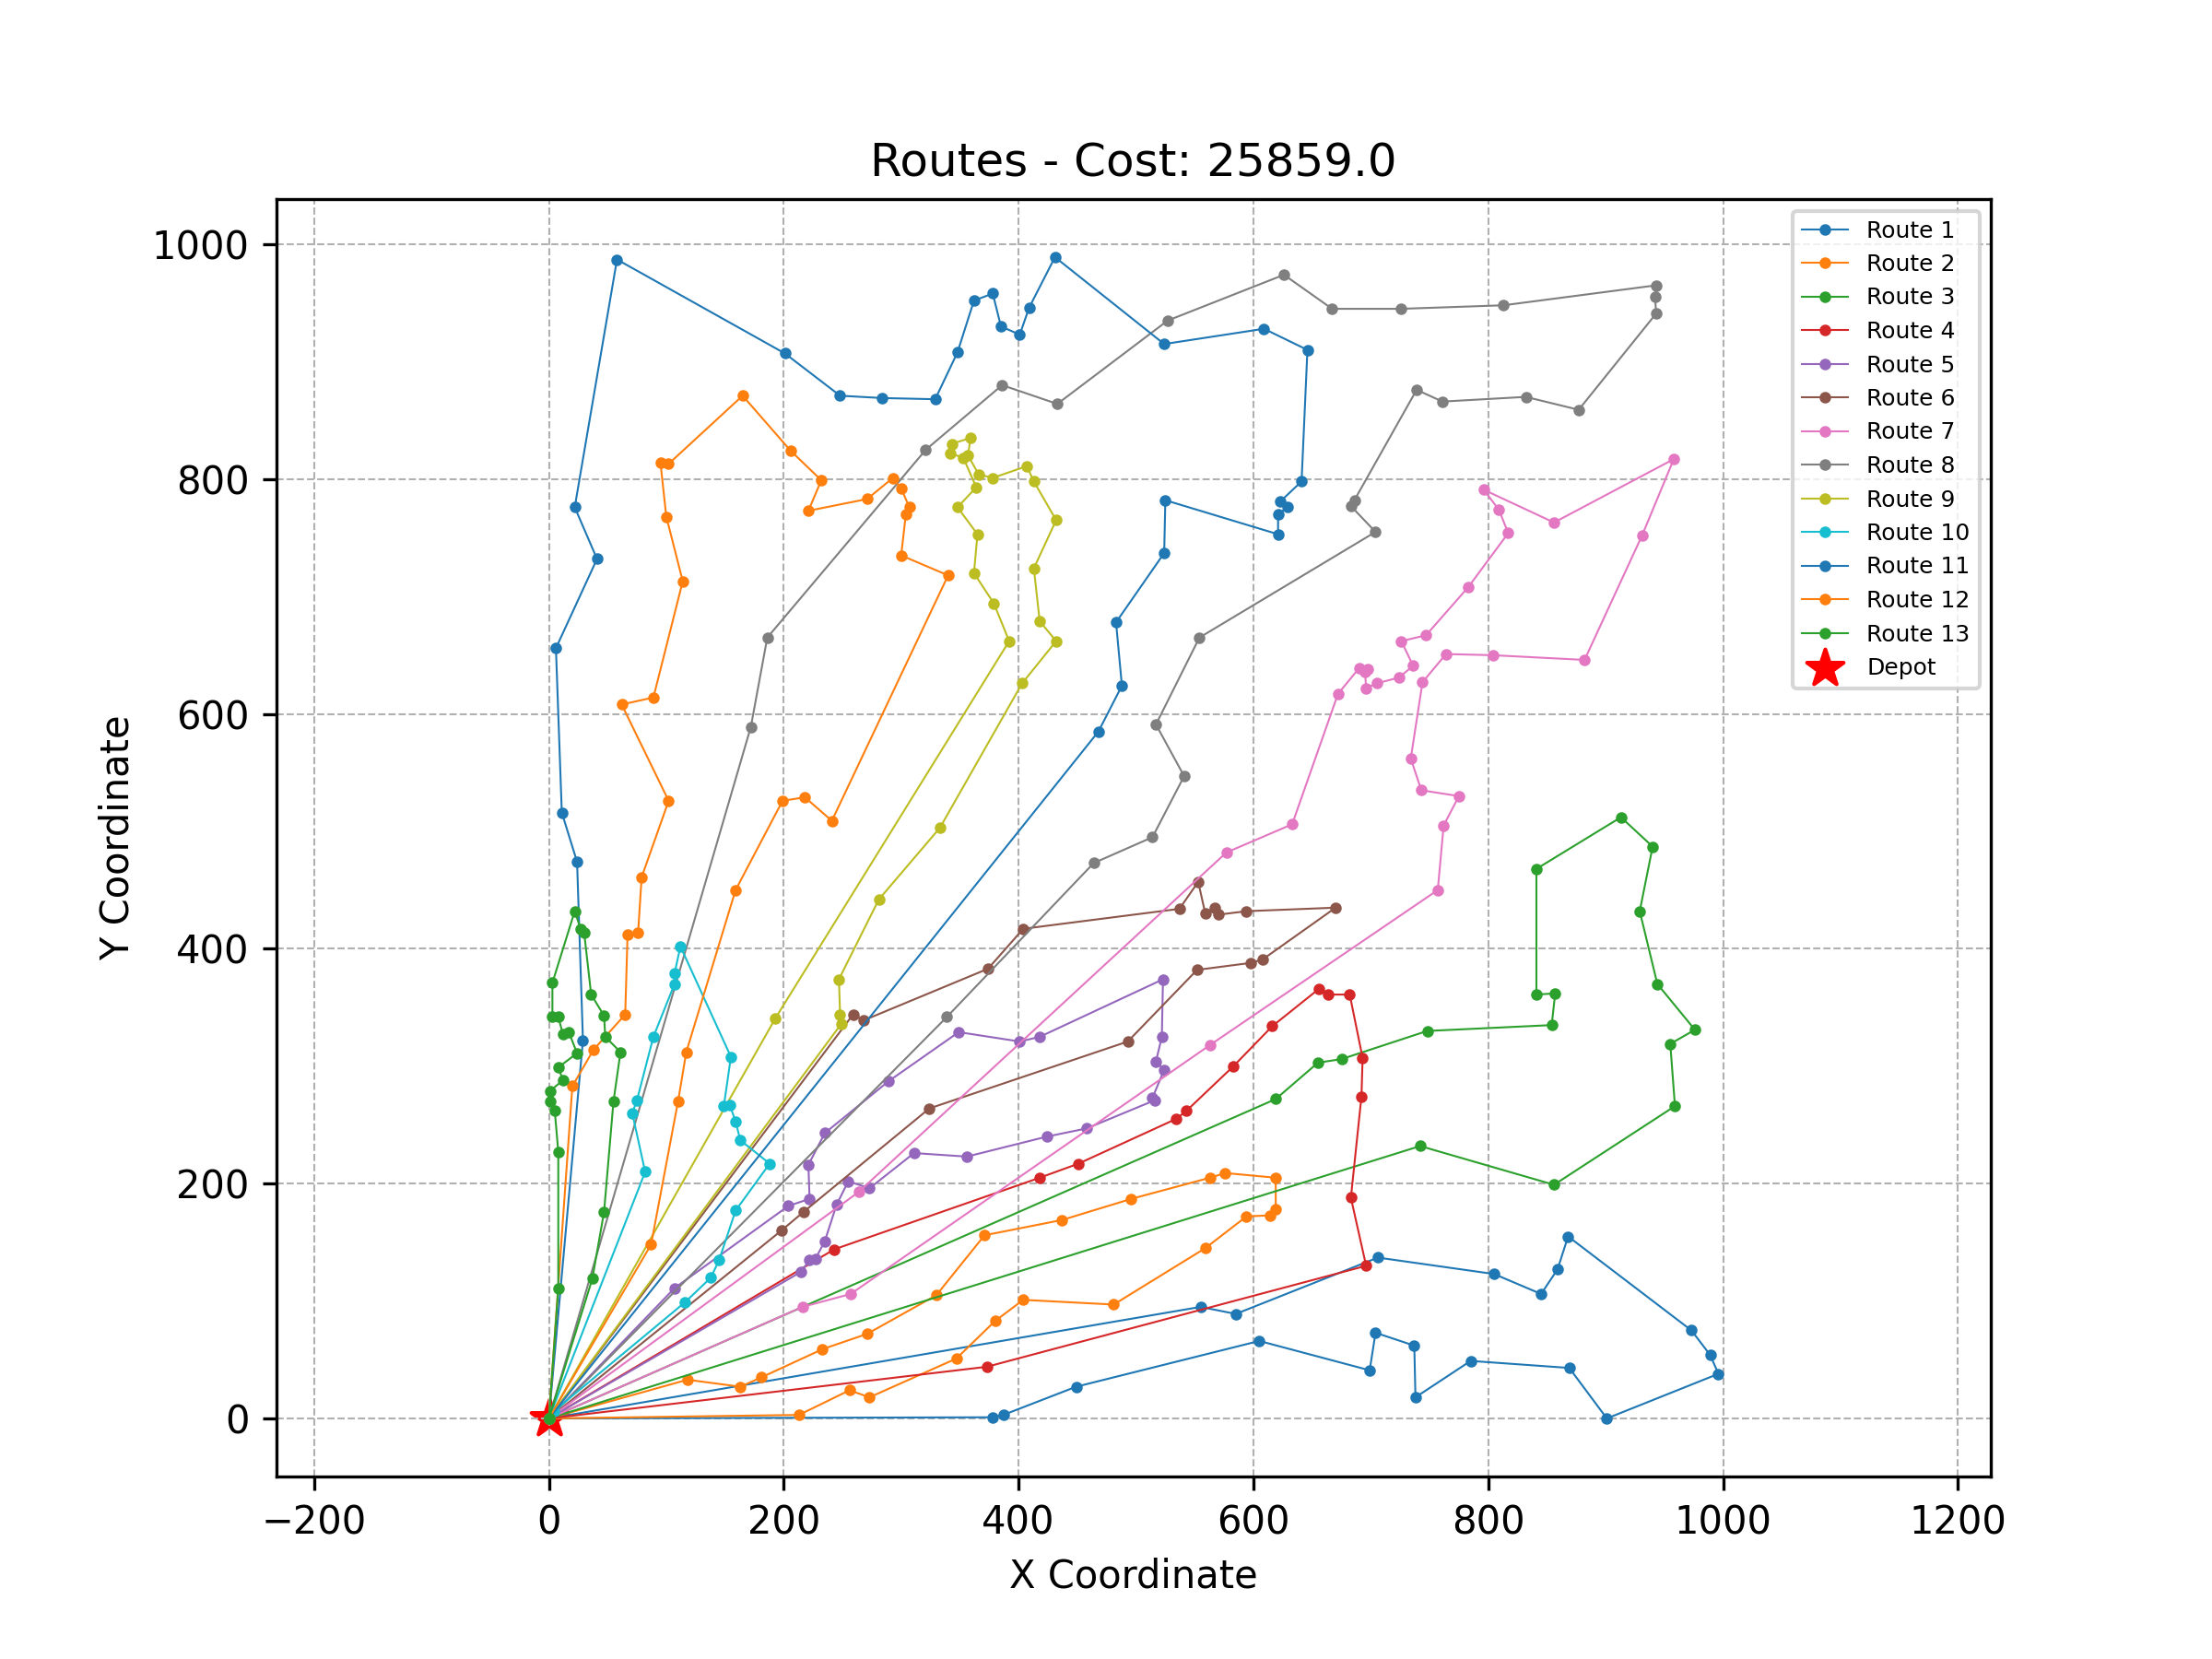 Routes - Cost: 25859.0
1000
800
600
400
200
0
Y Coordinate
−200
0
200
400
600
800
1000
1200
X Coordinate
Route 1
Route 2
Route 3
Route 4
Route 5
Route 6
Route 7
Route 8
Route 9
Route 10
Route 11
Route 12
Route 13
Depot